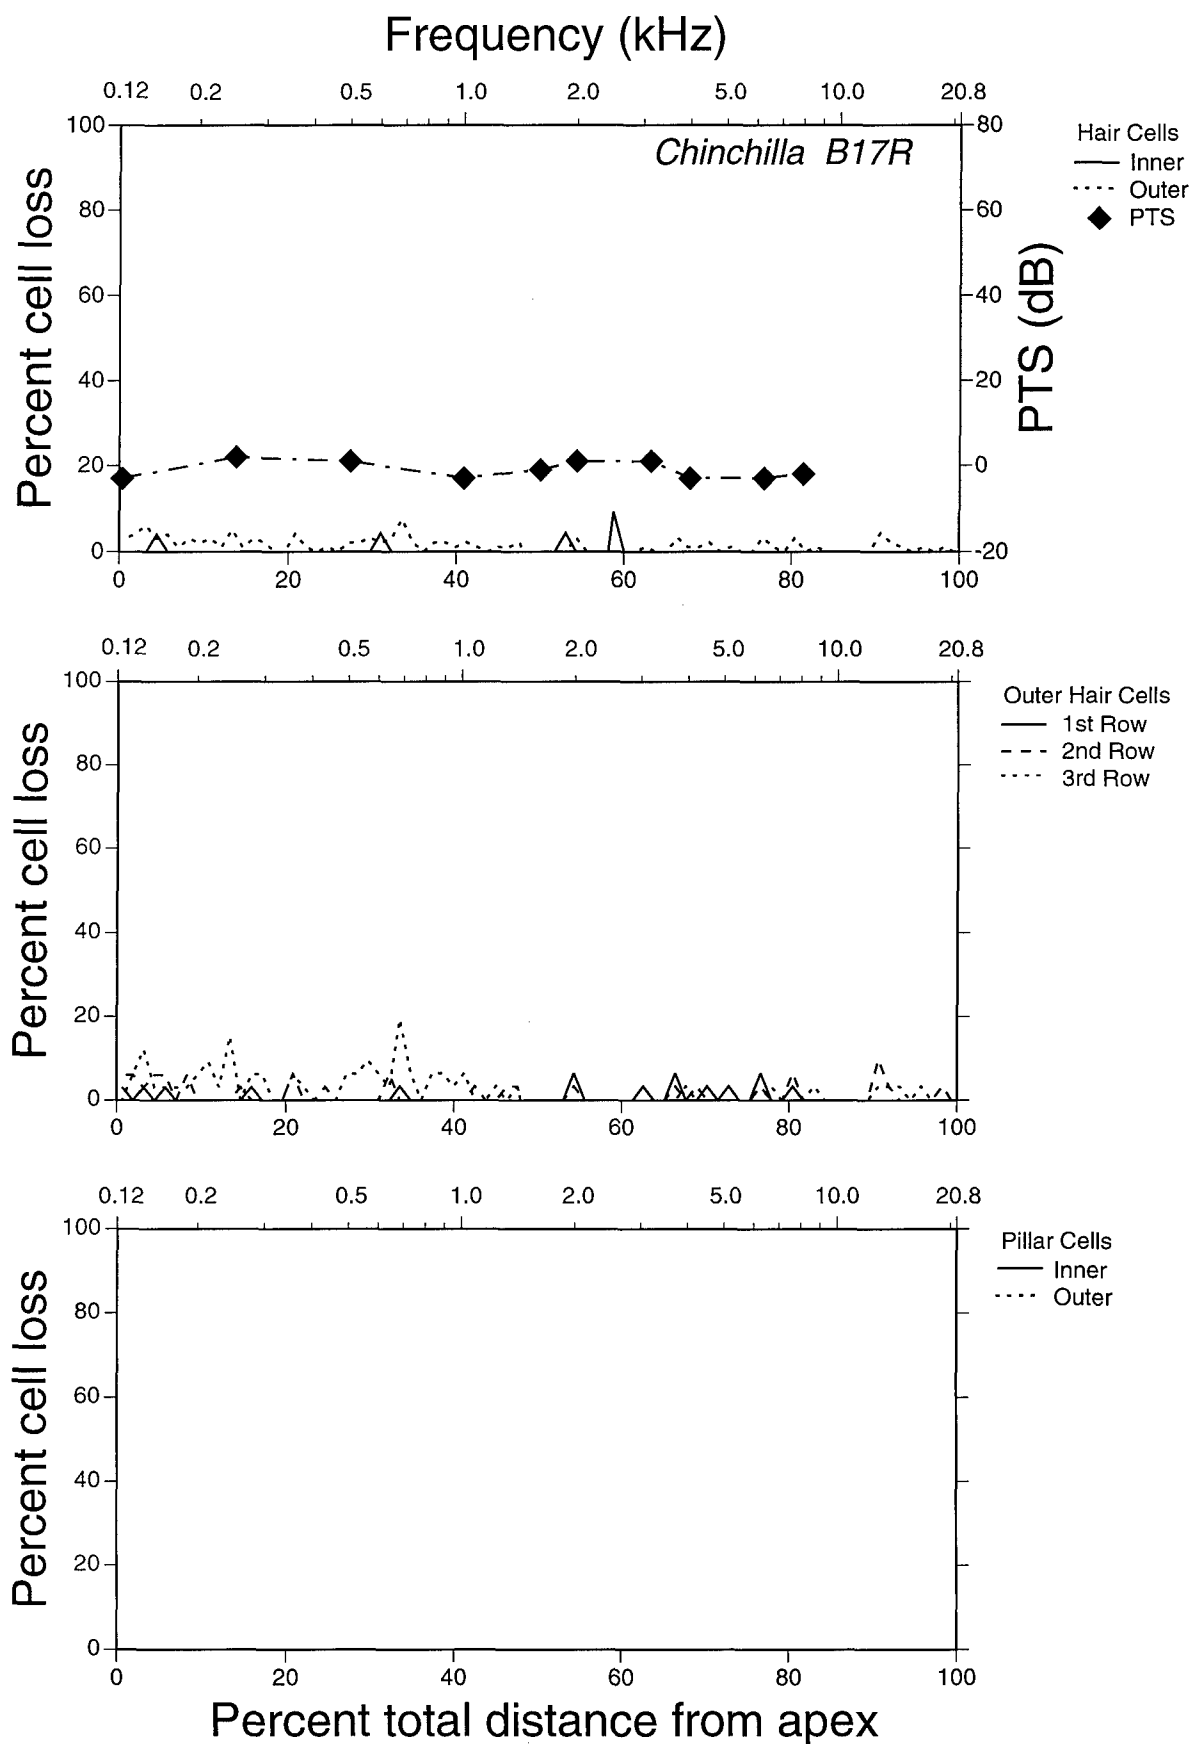 Frequency (kHz)
0.12 0.2 0.5 1.0 2.0 5.0 10.0 20.8
100 80 60 40 20 0
Percent cell loss
Chinchilla B17R
80 60 40 20 0 -20
PTS (dB)
Hair Cells
Inner
Outer
PTS
0 20 40 60 80 100
0.12 0.2 0.5 1.0 2.0 5.0 10.0 20.8
100 80 60 40 20 0
Percent cell loss
Outer Hair Cells
1st Row
2nd Row
3rd Row
0 20 40 60 80 100
0.12 0.2 0.5 1.0 2.0 5.0 10.0 20.8
100 80 60 40 20 0
Percent cell loss
Pillar Cells
Inner
Outer
0 20 40 60 80 100
Percent total distance from apex